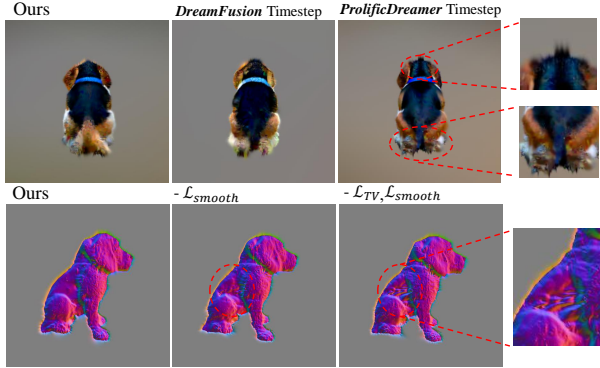 Ours
DreamFusion Timestep
ProlificDreamer Timestep
Ours
- ℒ_smooth
- ℒ_TV, ℒ_smooth